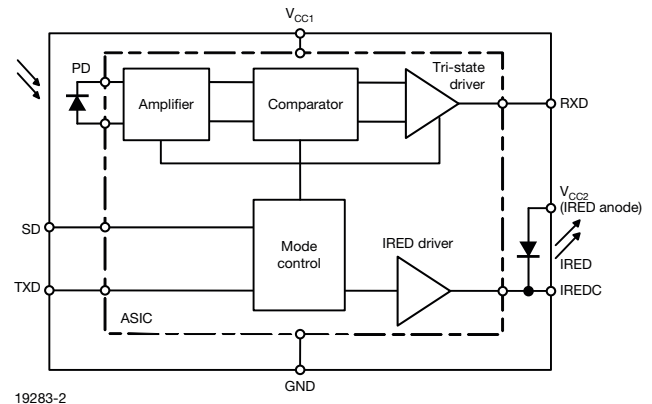 VCC1
PD
Amplifier
Comparator
Tri-state
driver
RXD
VCC2
(IRED anode)
SD
Mode
control
IRED driver
IRED
TXD
IREDC
ASIC
GND
19283-2